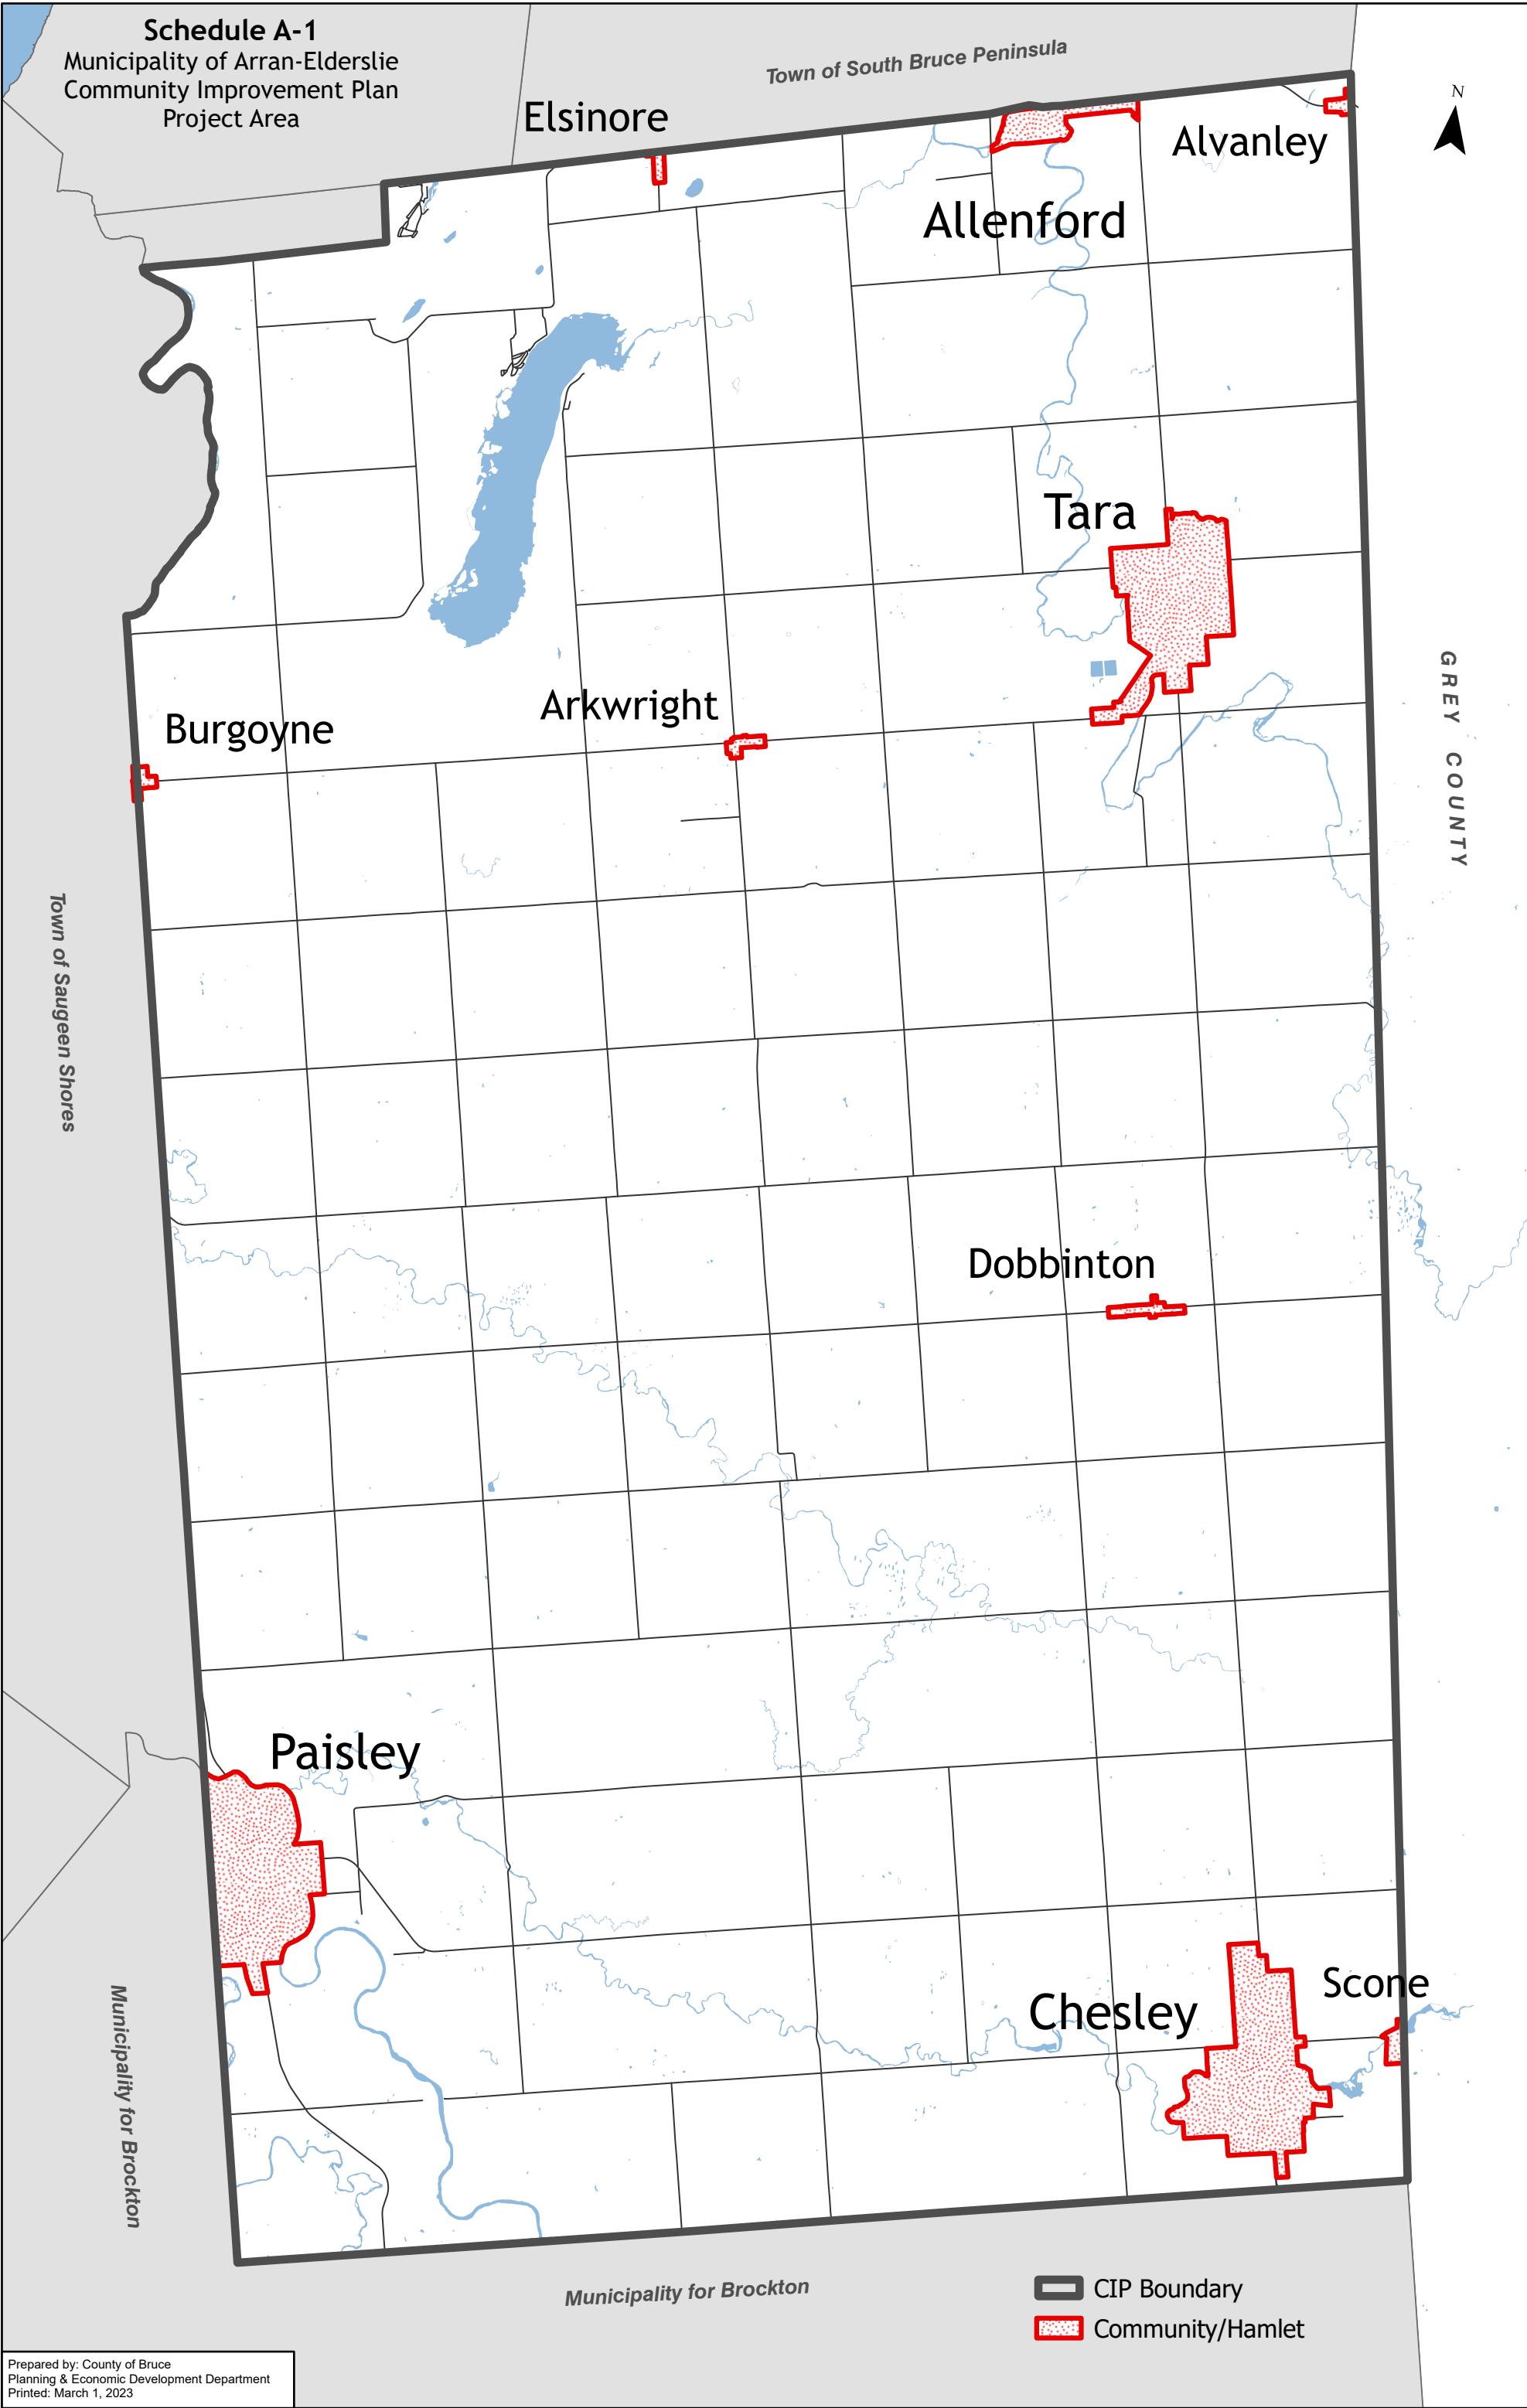 Schedule A-1
Municipality of Arran-Elderslie
Community Improvement Plan
Project Area
Town of South Bruce Peninsula
N
Elsinore
Alvanley
Allenford
Tara
GREY COUNTY
Arkwright
Burgoyne
Town of Saugeen Shores
Dobbinton
Paisley
Scone
Chesley
Municipality for Brockton
Municipality for Brockton
CIP Boundary
Community/Hamlet
Prepared by: County of Bruce
Planning & Economic Development Department
Printed: March 1, 2023